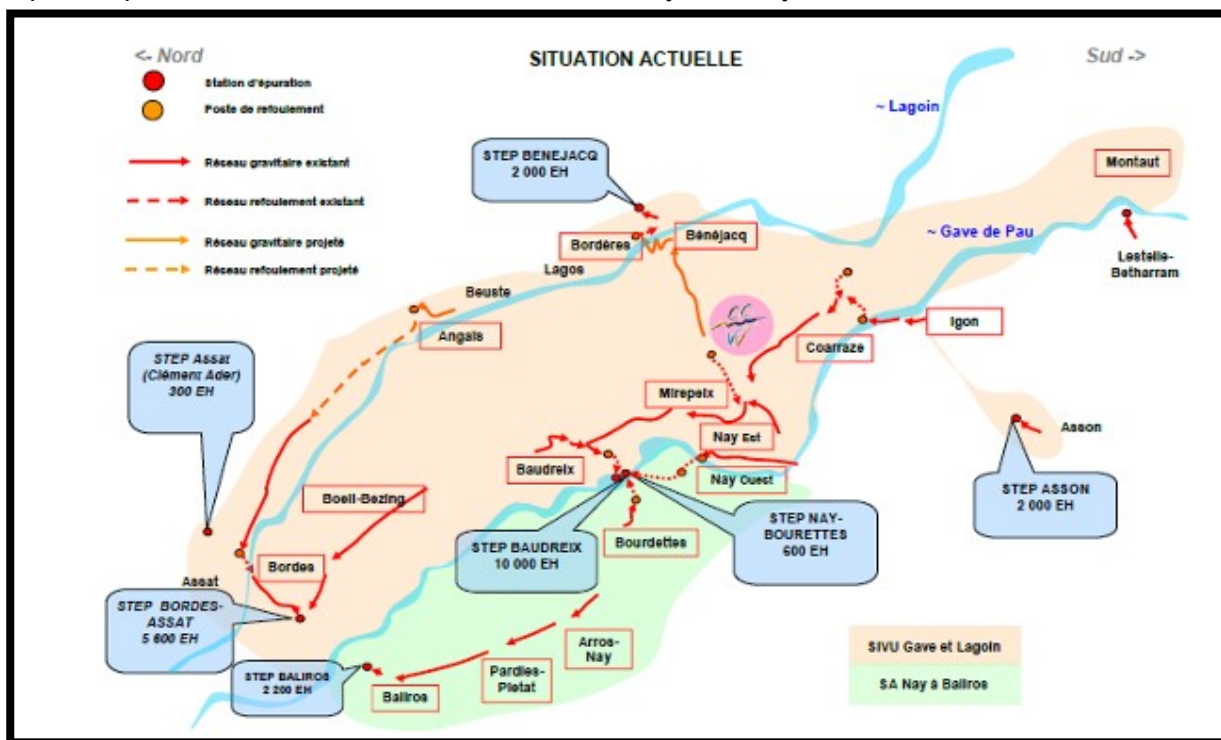 <- Nord
SITUATION ACTUELLE
Sud ->
Station d'épuration
Poste de refoulement
Réseau gravitaire existant
Réseau refoulement existant
Réseau gravitaire projeté
Réseau refoulement projeté
~ Lagoin
STEP BENEJACQ
2 000 EH
Montaut
Bordères
Bénéjacq
~ Gave de Pau
Lagos
Lestelle-
Betharram
Beuste
Angaïs
Igon
Coarraze
STEP Assat
(Clément Ader)
300 EH
Mirepeix
Nay Est
Asson
Baudreix
Nay Ouest
STEP ASSON
2 000 EH
Boeil-Bezing
STEP NAY-
BOURETTES
600 EH
STEP BAUDREIX
10 000 EH
Bourdettes
Bordes
Assat
STEP BORDES-
ASSAT
5 600 EH
Arros-
Nay
SIVU Gave et Lagoin
STEP BALIROS
2 200 EH
Pardies-
Pietat
Baliros
SA Nay à Baliros